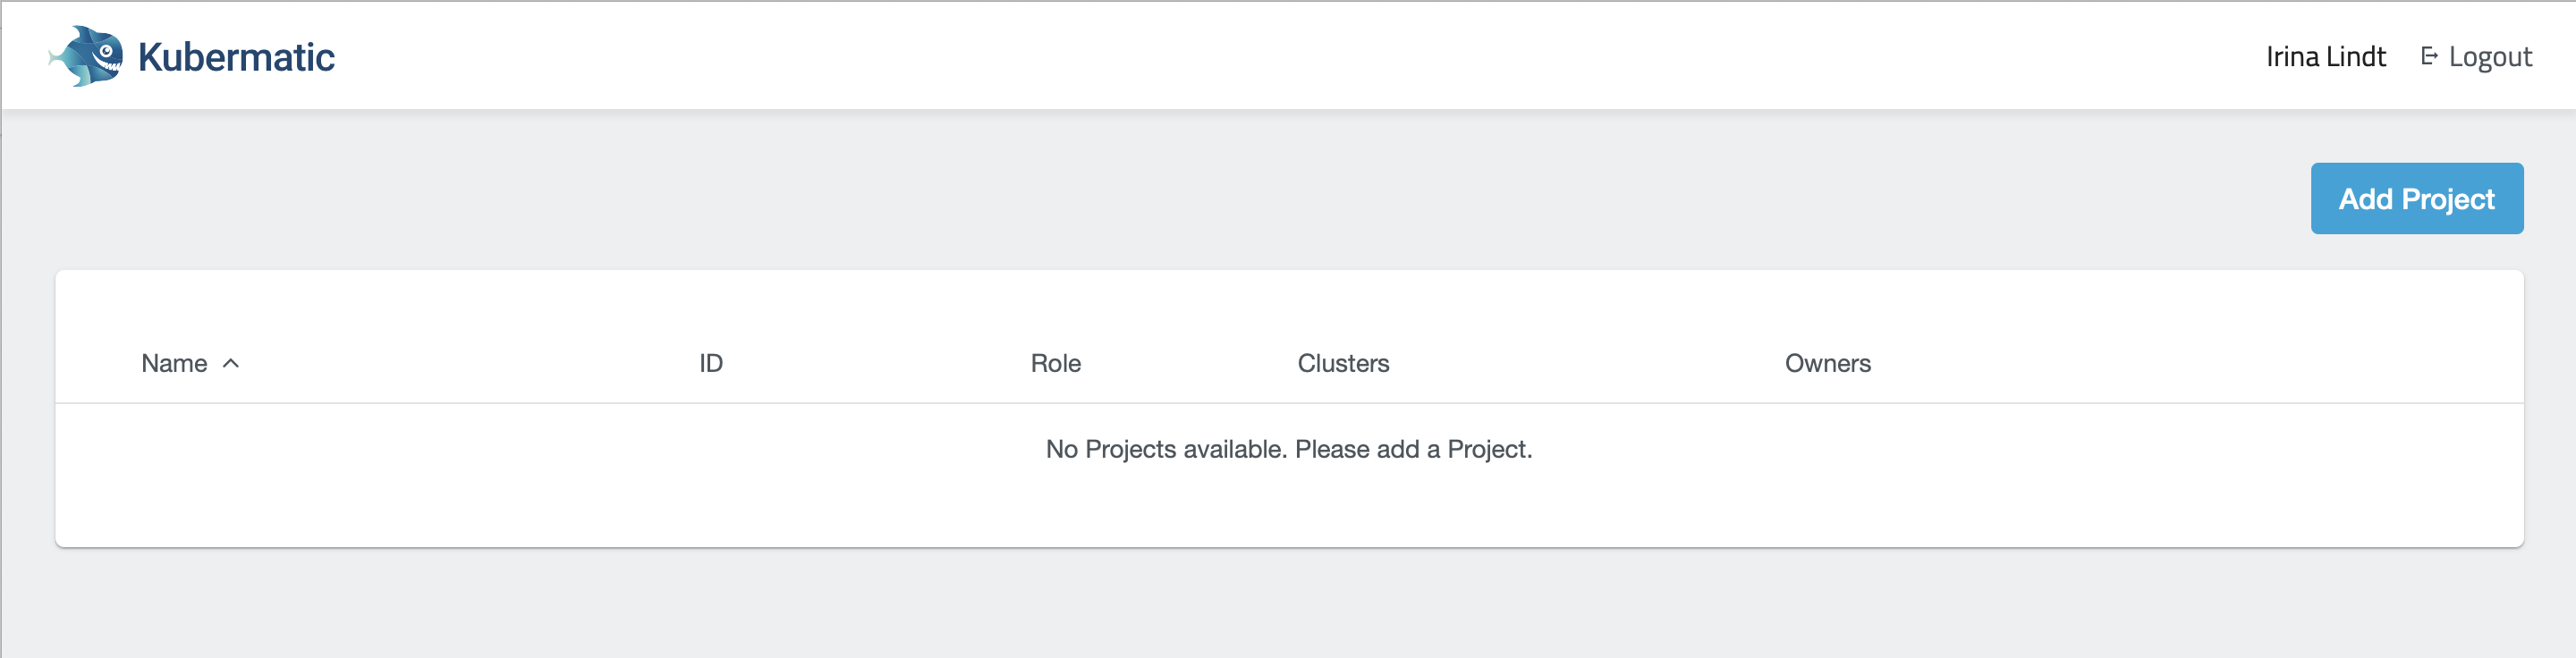 Kubermatic
Irina Lindt Logout
Add Project
Name ID Role Clusters Owners
No Projects available. Please add a Project.